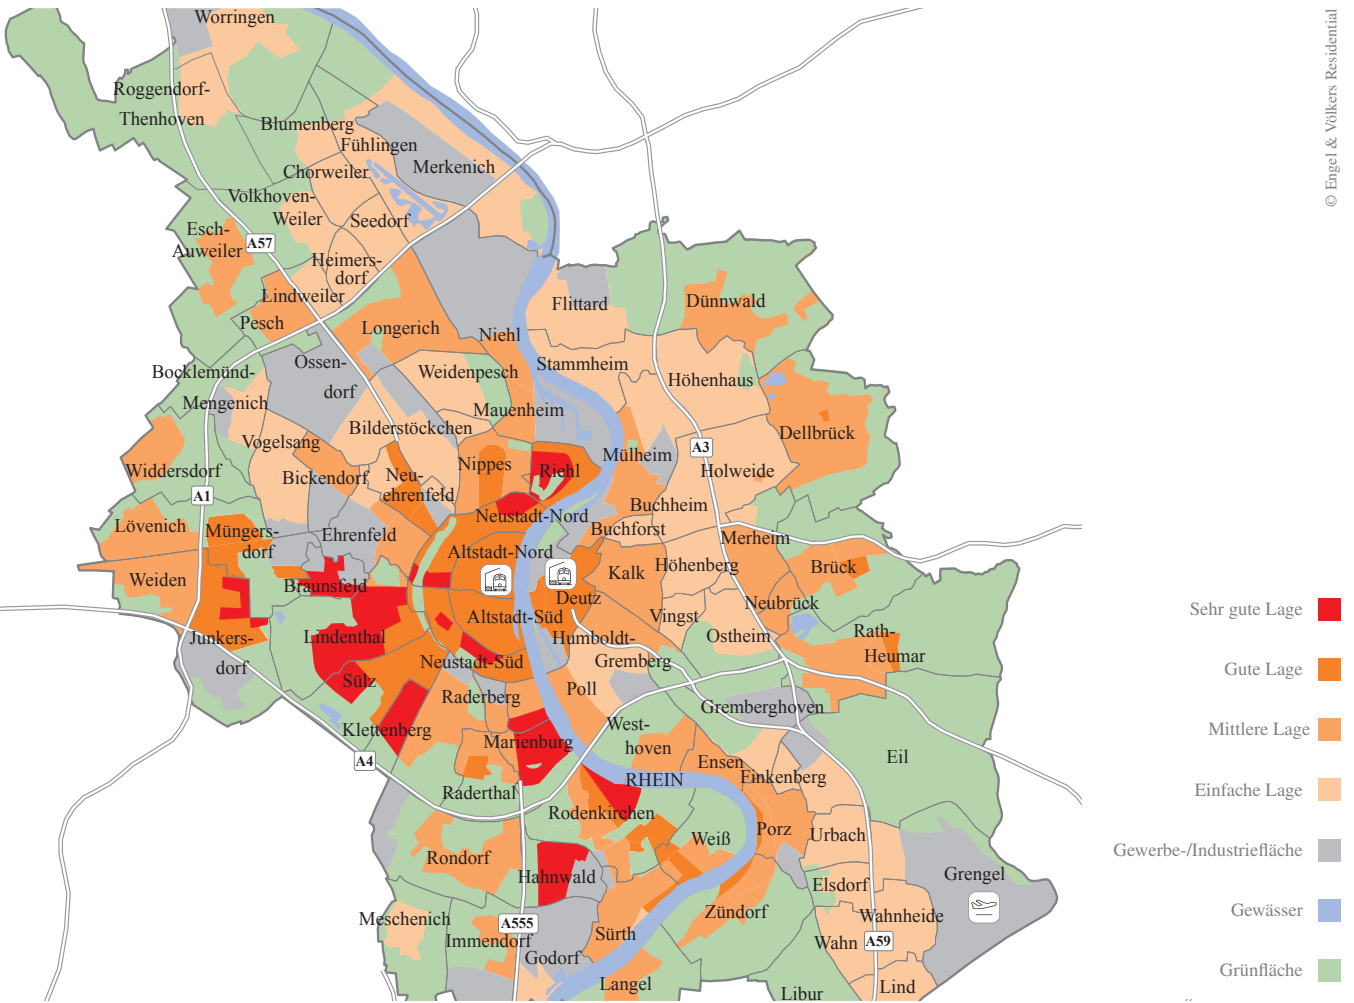 Worringen
© Engel & Völkers Residential
Roggendorf-
Thenhoven
Blumenberg
Fühlingen
Merkenich
Chorweiler
Volkhoven-
Weiler
Seedorf
Esch-
Auweiler
A57
Heimers-
dorf
Lindweiler
Pesch
Longerich
Niehl
Flittard
Dünnwald
Ossen-
dorf
Bocklemünd-
Mengenich
Weidenpesch
Stammheim
Höhenhaus
Mauenheim
Bilderstöckchen
Vogelsang
Dellbrück
A3
Widdersdorf
Bickendorf
Neu-
ehrenfeld
Nippes
Riehl
Mülheim
Holweide
A1
Buchheim
Neustadt-Nord
Buchforst
Lövenich
Müngers-
dorf
Ehrenfeld
Altstadt-Nord
Merheim
Weiden
Braunsfeld
Kalk
Höhenberg
Brück
Deutz
Neubrück
Altstadt-Süd
Vingst
Sehr gute Lage
Junkers-
dorf
Lindenthal
Humboldt-
Gremberg
Ostheim
Rath-
Heumar
Neustadt-Süd
Gute Lage
Sülz
Raderberg
Poll
Gremberghoven
Klettenberg
Marienburg
West-
hoven
Mittlere Lage
A4
Ensen
Eil
RHEIN
Finkenberg
Raderthal
Einfache Lage
Rodenkirchen
Weiß
Porz
Urbach
Rondorf
Gewerbe-/Industriefläche
Hahnwald
Grengel
Elsdorf
Meschenich
A555
Zündorf
Wahnheide
Gewässer
Immendorf
Sürth
Wahn
A59
Godorf
Grünfläche
Langel
Libur
Lind